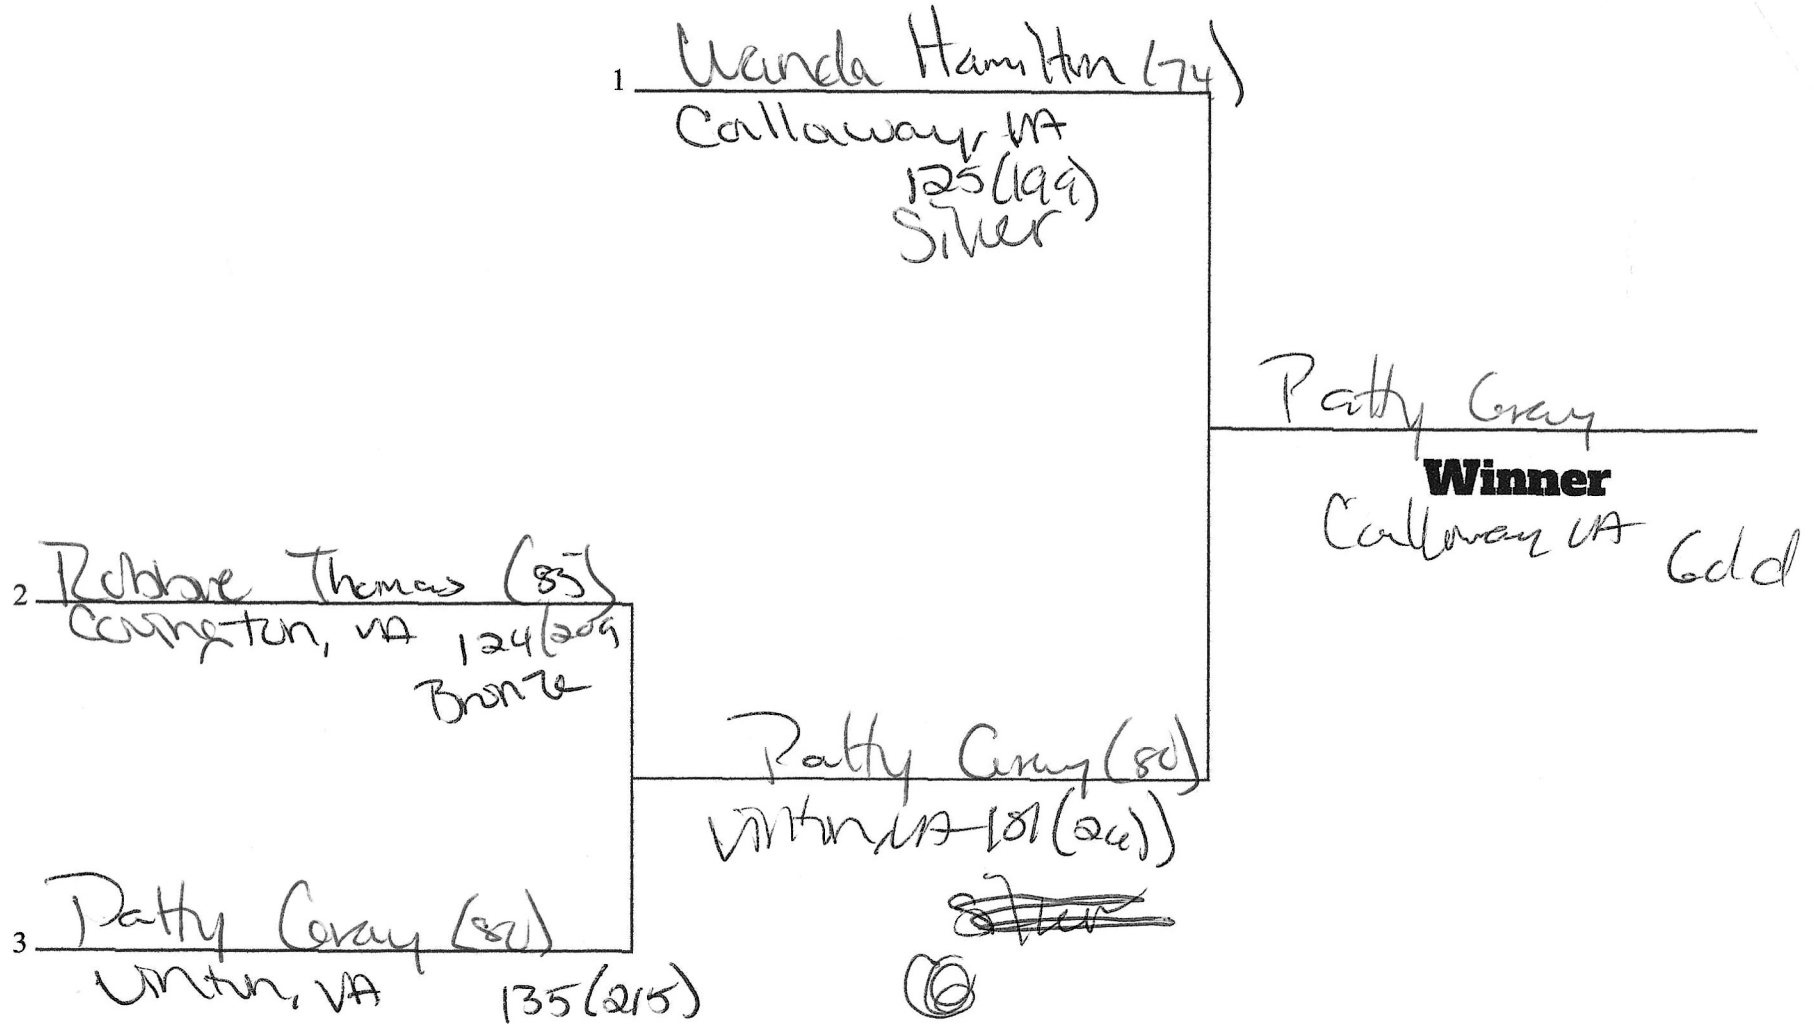 1 Wanda Hamilton (74)
Callaway, VA
125(199)
Silver
Patty Gray
Winner
Callaway VA Gold
2 Robbie Thomas (85)
Covington, VA 124(209
Bronze
Patty Gray (80)
Vinton, VA 181(261)
3 Patty Gray (80)
Vinton, VA 135(215)